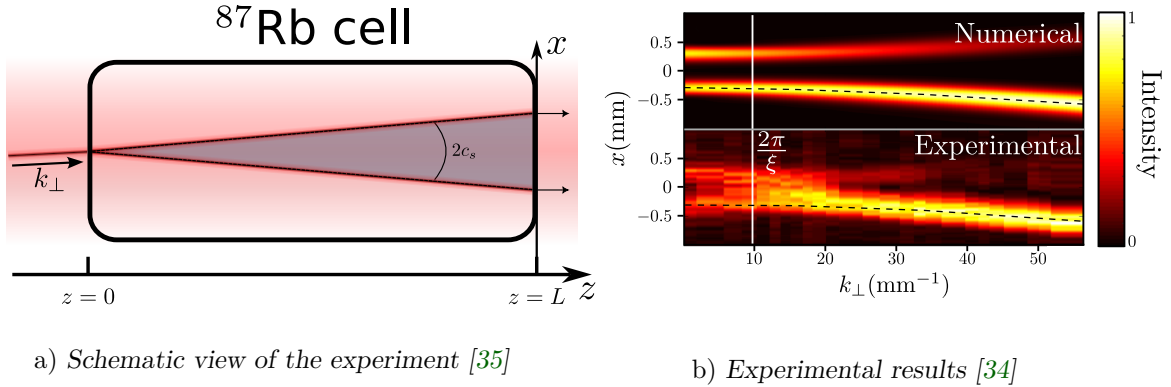 ⁸⁷Rb cell
x
k⊥
2c_s
z = 0
z = L
z
a) Schematic view of the experiment [35]
Numerical
0.5
0
−0.5
x(mm)
Experimental
2π/ξ
0.5
0
−0.5
10
20
30
40
50
k⊥(mm⁻¹)
1
0
Intensity
b) Experimental results [34]